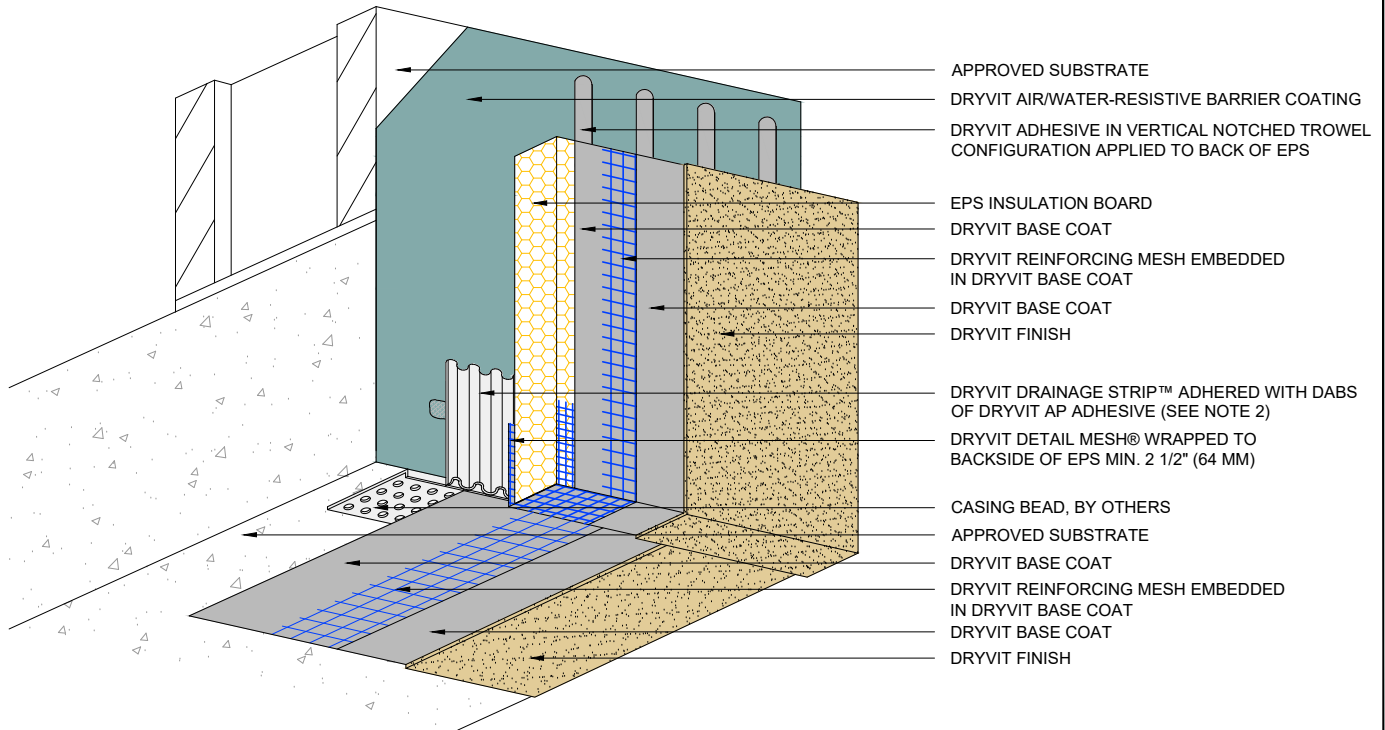 APPROVED SUBSTRATE
DRYVIT AIR/WATER-RESISTIVE BARRIER COATING
DRYVIT ADHESIVE IN VERTICAL NOTCHED TROWEL
CONFIGURATION APPLIED TO BACK OF EPS
EPS INSULATION BOARD
DRYVIT BASE COAT
DRYVIT REINFORCING MESH EMBEDDED
IN DRYVIT BASE COAT
DRYVIT BASE COAT
DRYVIT FINISH
DRYVIT DRAINAGE STRIP™ ADHERED WITH DABS
OF DRYVIT AP ADHESIVE (SEE NOTE 2)
DRYVIT DETAIL MESH® WRAPPED TO
BACKSIDE OF EPS MIN. 2 1/2" (64 MM)
CASING BEAD, BY OTHERS
APPROVED SUBSTRATE
DRYVIT BASE COAT
DRYVIT REINFORCING MESH EMBEDDED
IN DRYVIT BASE COAT
DRYVIT BASE COAT
DRYVIT FINISH